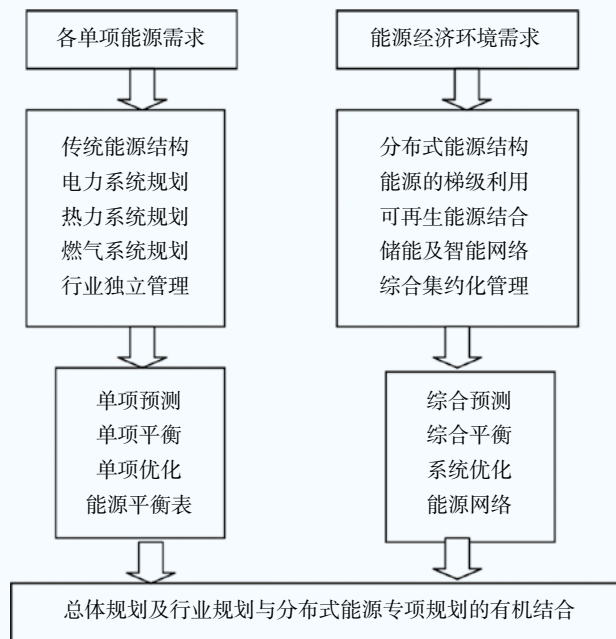 各单项能源需求
传统能源结构
电力系统规划
热力系统规划
燃气系统规划
行业独立管理
单项预测
单项平衡
单项优化
能源平衡表
能源经济环境需求
分布式能源结构
能源的梯级利用
可再生能源结合
储能及智能网络
综合集约化管理
综合预测
综合平衡
系统优化
能源网络
总体规划及行业规划与分布式能源专项规划的有机结合